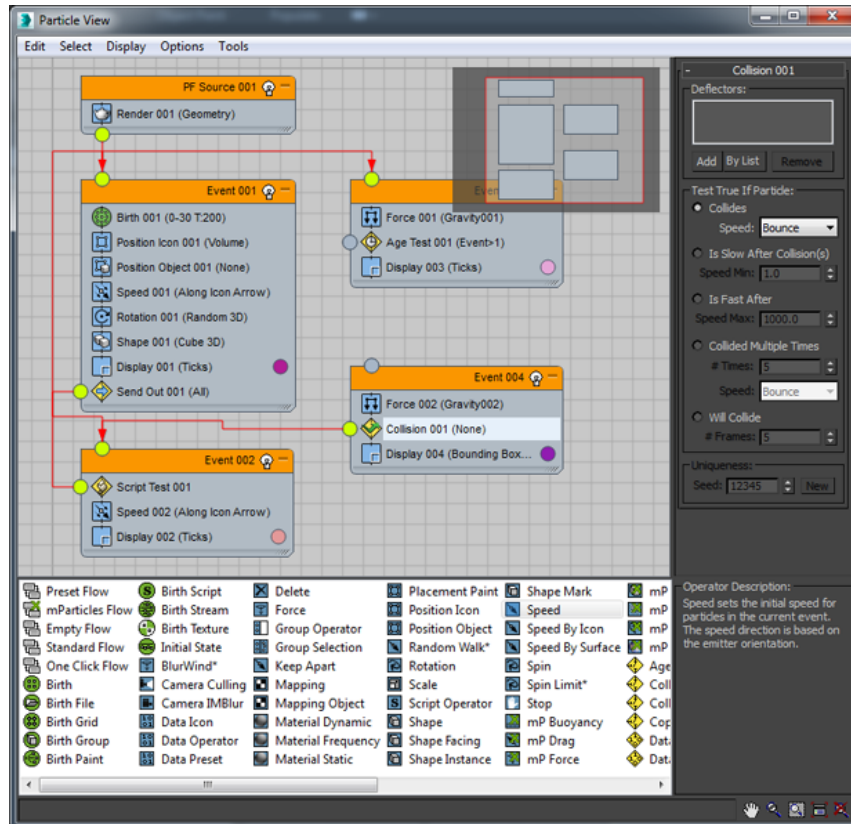 Particle View
Edit Select Display Options Tools
PF Source 001
Render 001 (Geometry)
Event 001
Birth 001 (0-30 T:200)
Position Icon 001 (Volume)
Position Object 001 (None)
Speed 001 (Along Icon Arrow)
Rotation 001 (Random 3D)
Shape 001 (Cube 3D)
Display 001 (Ticks)
Send Out 001 (All)
Event 002
Script Test 001
Speed 002 (Along Icon Arrow)
Display 002 (Ticks)
Force 001 (Gravity001)
Age Test 001 (Event>1)
Display 003 (Ticks)
Event 004
Force 002 (Gravity002)
Collision 001 (None)
Display 004 (Bounding Box...
- Collision 001
Deflectors:
Add By List Remove
Test True If Particle:
Collides
Speed: Bounce
Is Slow After Collision(s)
Speed Min: 1.0
Is Fast After
Speed Max: 1000.0
Collided Multiple Times
# Times: 5
Speed: Bounce
Will Collide
# Frames: 5
Uniqueness:
Seed: 12345 New
Preset Flow Birth Script Delete Placement Paint Shape Mark mP
mParticles Flow Birth Stream Force Position Icon Speed mP
Empty Flow Birth Texture Group Operator Position Object Speed By Icon mP
Standard Flow Initial State Group Selection Random Walk* Speed By Surface mP
One Click Flow BlurWind* Keep Apart Rotation Spin Age
Birth Camera Culling Mapping Scale Spin Limit* Coll
Birth File Camera IMBlur Mapping Object Script Operator Stop Coll
Birth Grid Data Icon Material Dynamic Shape mP Buoyancy Cop
Birth Group Data Operator Material Frequency Shape Facing mP Drag Dat
Birth Paint Data Preset Material Static Shape Instance mP Force Dat
Operator Description:
Speed sets the initial speed for
particles in the current event.
The speed direction is based on
the emitter orientation.